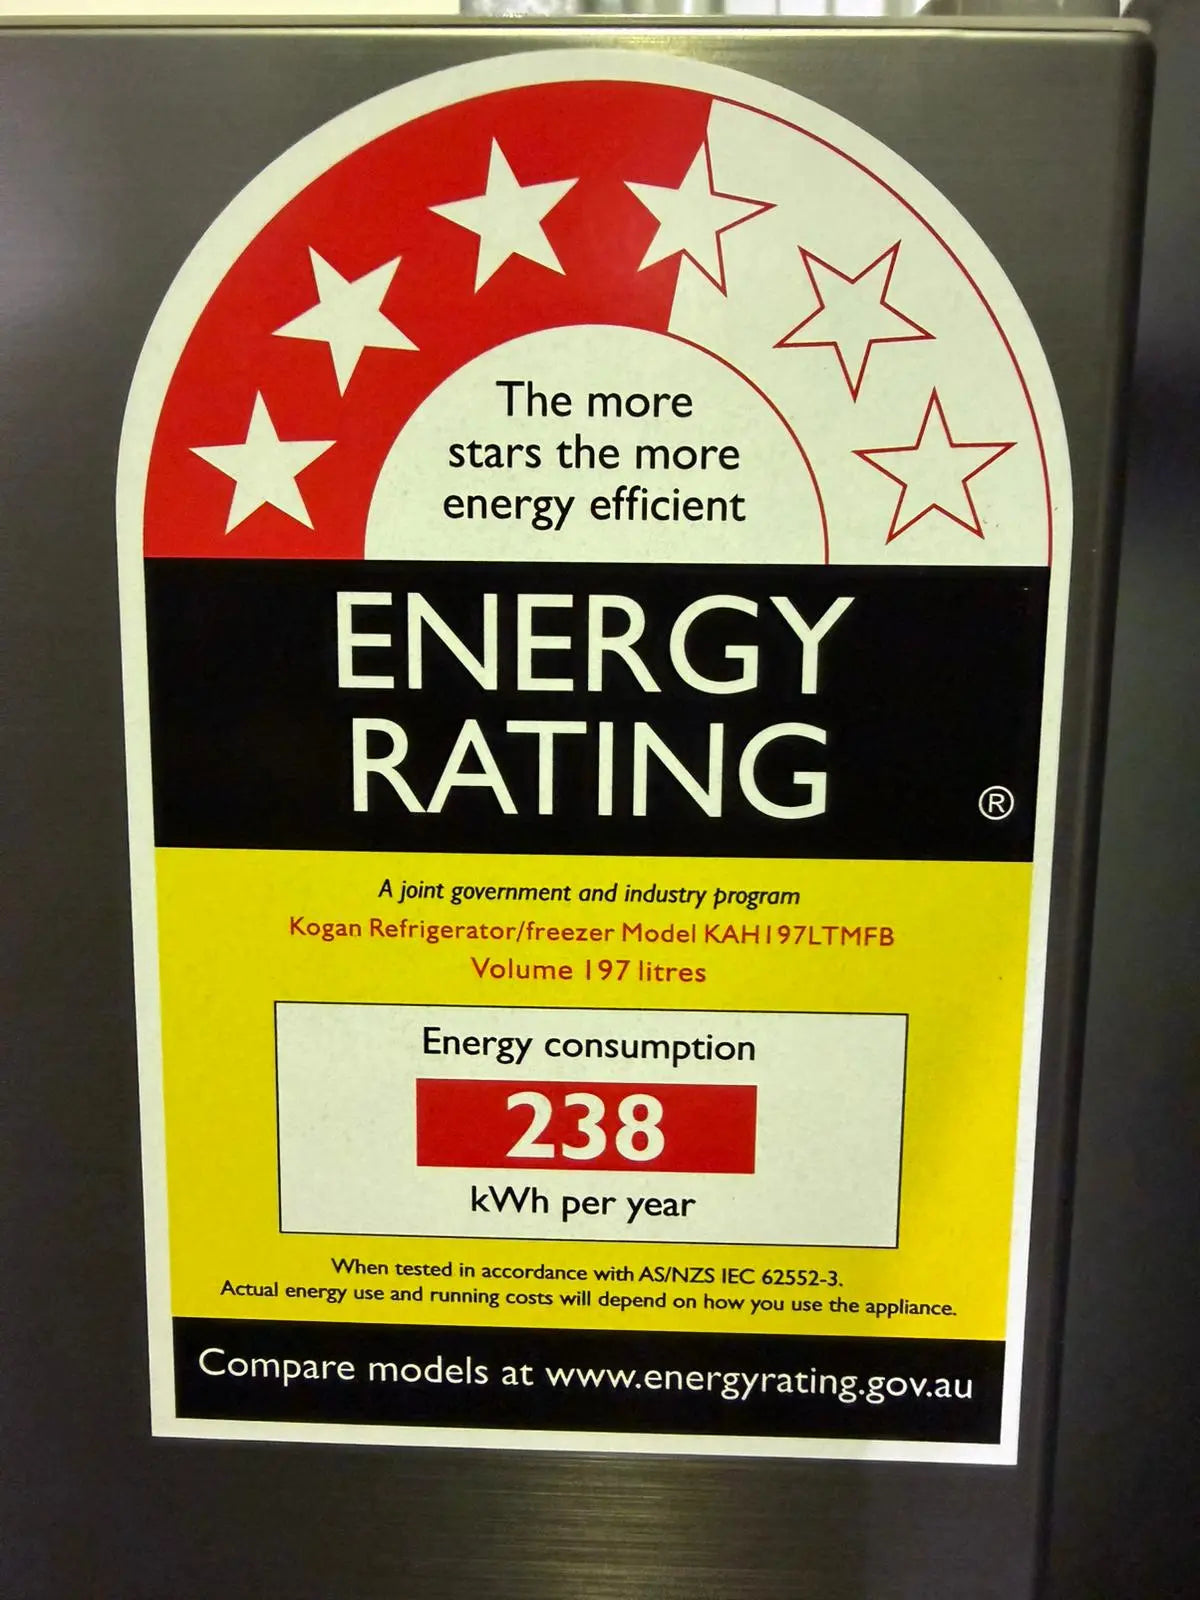 The more
stars the more
energy efficient
ENERGY
RATING
®
A joint government and industry program
Kogan Refrigerator/freezer Model KAH197LTMFB
Volume 197 litres
Energy consumption
238
kWh per year
When tested in accordance with AS/NZS IEC 62552-3.
Actual energy use and running costs will depend on how you use the appliance.
Compare models at www.energyrating.gov.au